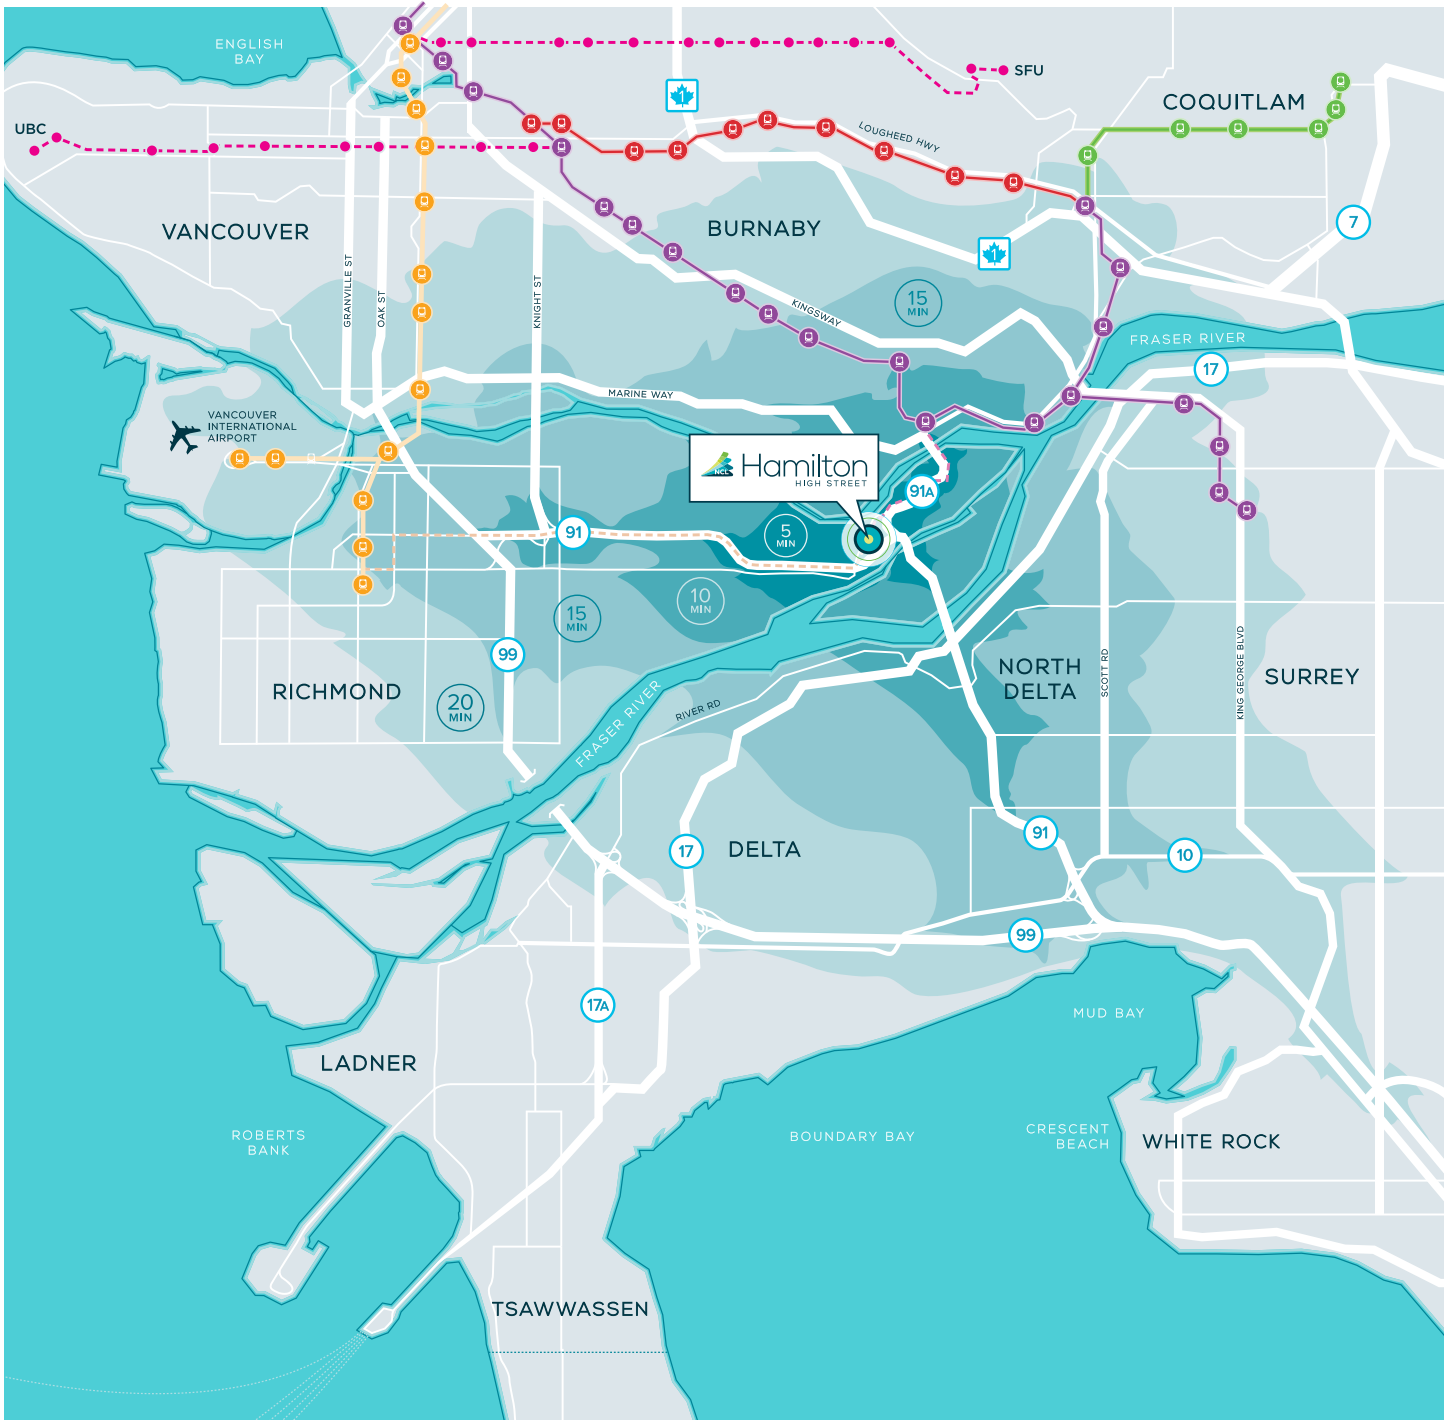 ENGLISH
BAY
SFU
1
COQUITLAM
UBC
LOUGHEED HWY
VANCOUVER
BURNABY
7
1
GRANVILLE ST
OAK ST
KNIGHT ST
15
MIN
KINGSWAY
FRASER RIVER
17
MARINE WAY
VANCOUVER
INTERNATIONAL
AIRPORT
NCL
Hamilton
HIGH STREET
91A
91
5
MIN
10
MIN
15
MIN
99
RICHMOND
20
MIN
FRASER RIVER
RIVER RD
NORTH
DELTA
SCOTT RD
KING GEORGE BLVD
SURREY
17
DELTA
91
10
99
17A
MUD BAY
LADNER
ROBERTS
BANK
BOUNDARY BAY
CRESCENT
BEACH
WHITE ROCK
TSAWWASSEN